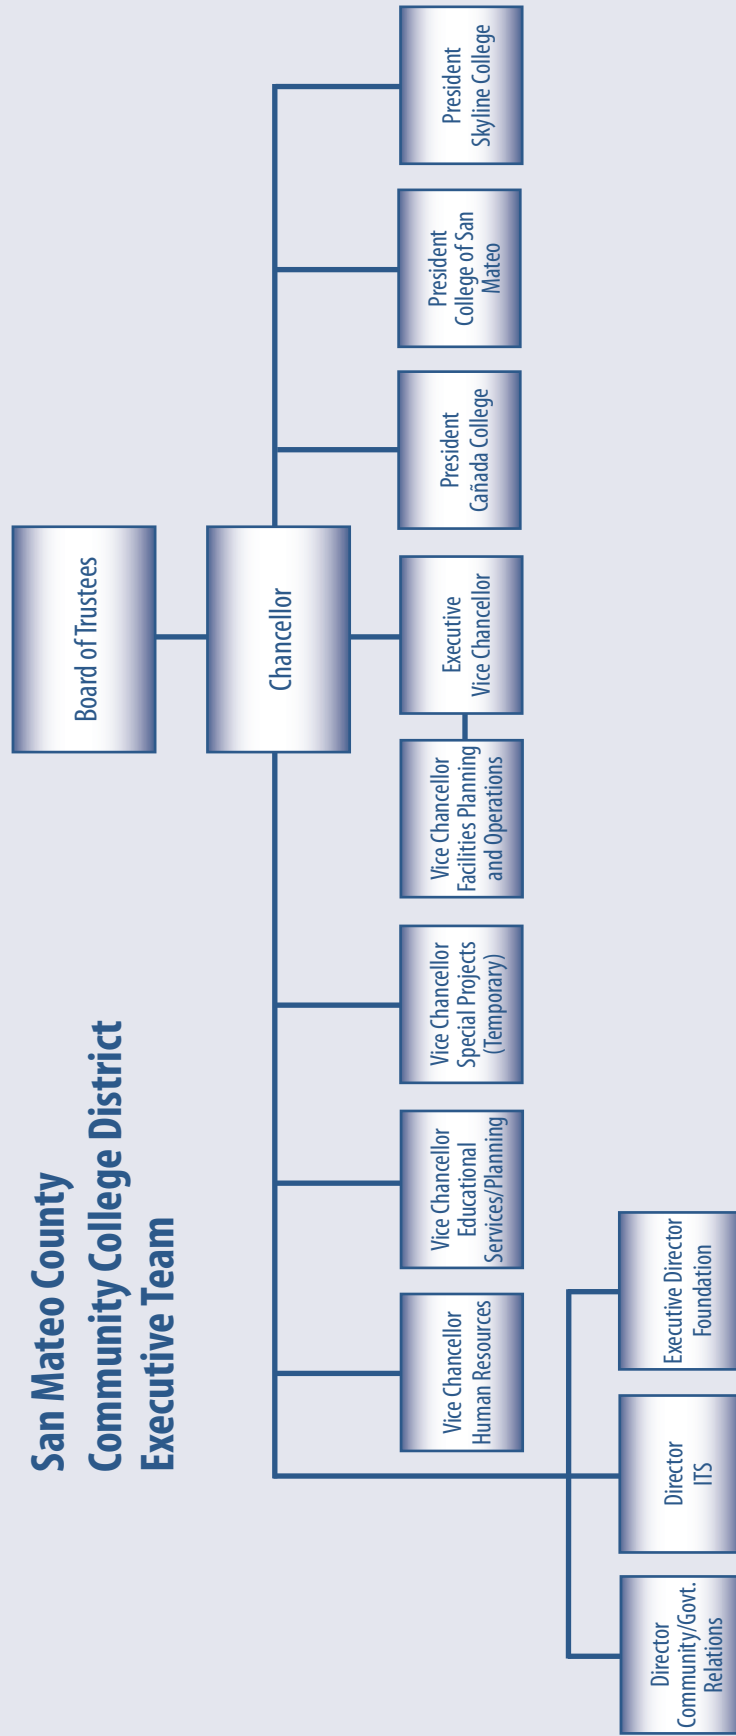 San Mateo County
Community College District
Executive Team
Board of Trustees
Chancellor
Vice Chancellor
Human Resources
Vice Chancellor
Educational
Services/Planning
Vice Chancellor
Special Projects
(Temporary)
Vice Chancellor
Facilities Planning
and Operations
Executive
Vice Chancellor
President
Cañada College
President
College of San
Mateo
President
Skyline College
Director
Community/Govt.
Relations
Director
ITS
Executive Director
Foundation